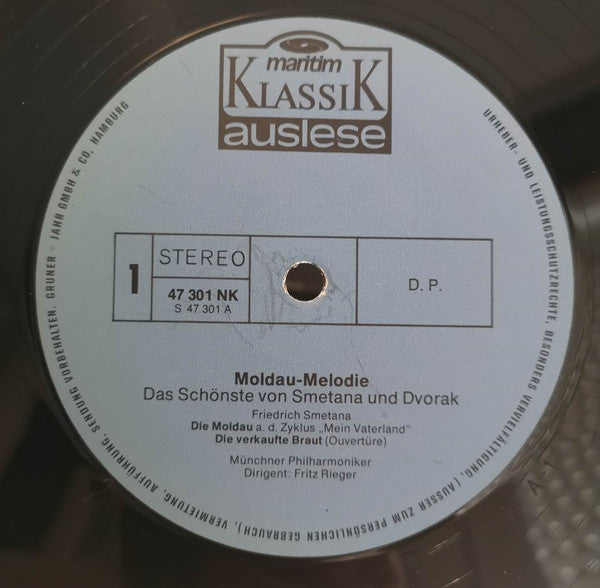 maritim
KLASSIK
auslese
1
STEREO
47 301 NK
S 47 301 A
D. P.
Moldau-Melodie
Das Schönste von Smetana und Dvorak
Friedrich Smetana
Die Moldau a. d. Zyklus „Mein Vaterland"
Die verkaufte Braut (Ouvertüre)
Münchner Philharmoniker
Dirigent: Fritz Rieger
URHEBER- UND LEISTUNGSSCHUTZRECHTE, BESONDERS VERVIELFÄLTIGUNG, (AUSSER ZUM PERSÖNLICHEN GEBRAUCH), VERMIETUNG, AUFFÜHRUNG, SENDUNG VORBEHALTEN. GRUNER + JAHR GMBH & CO, HAMBURG
A-1